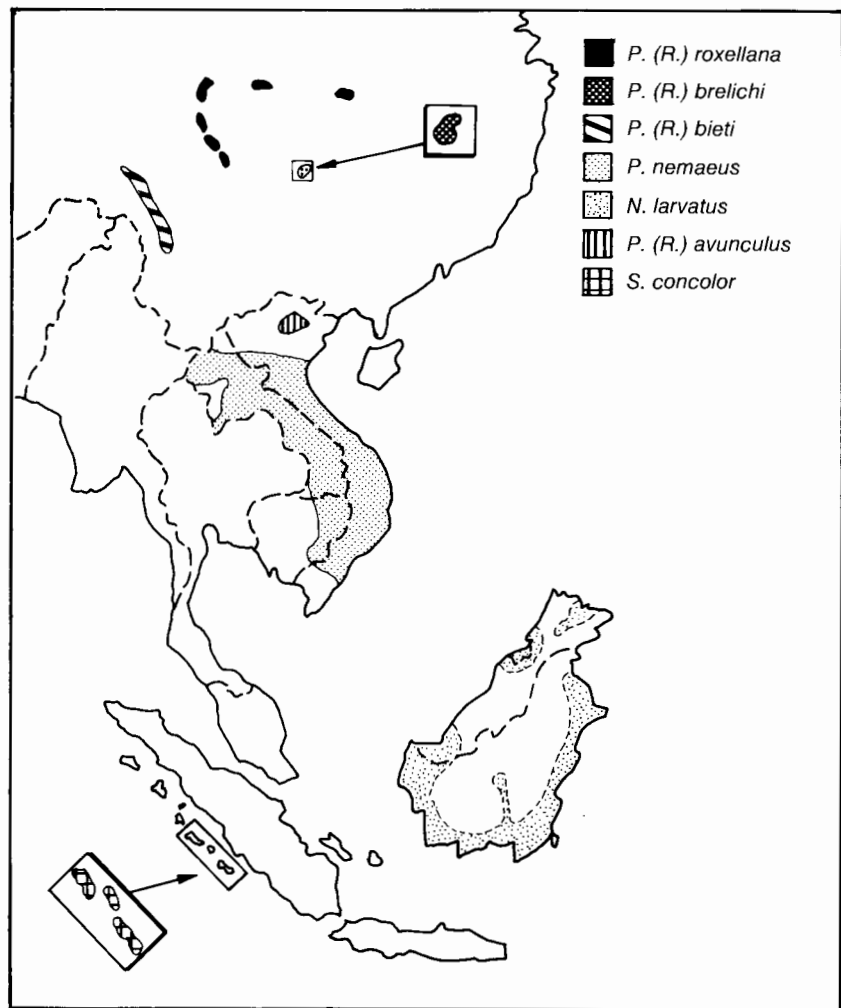 P. (R.) roxellana
P. (R.) brelichi
P. (R.) bieti
P. nemaeus
N. larvatus
P. (R.) avunculus
S. concolor